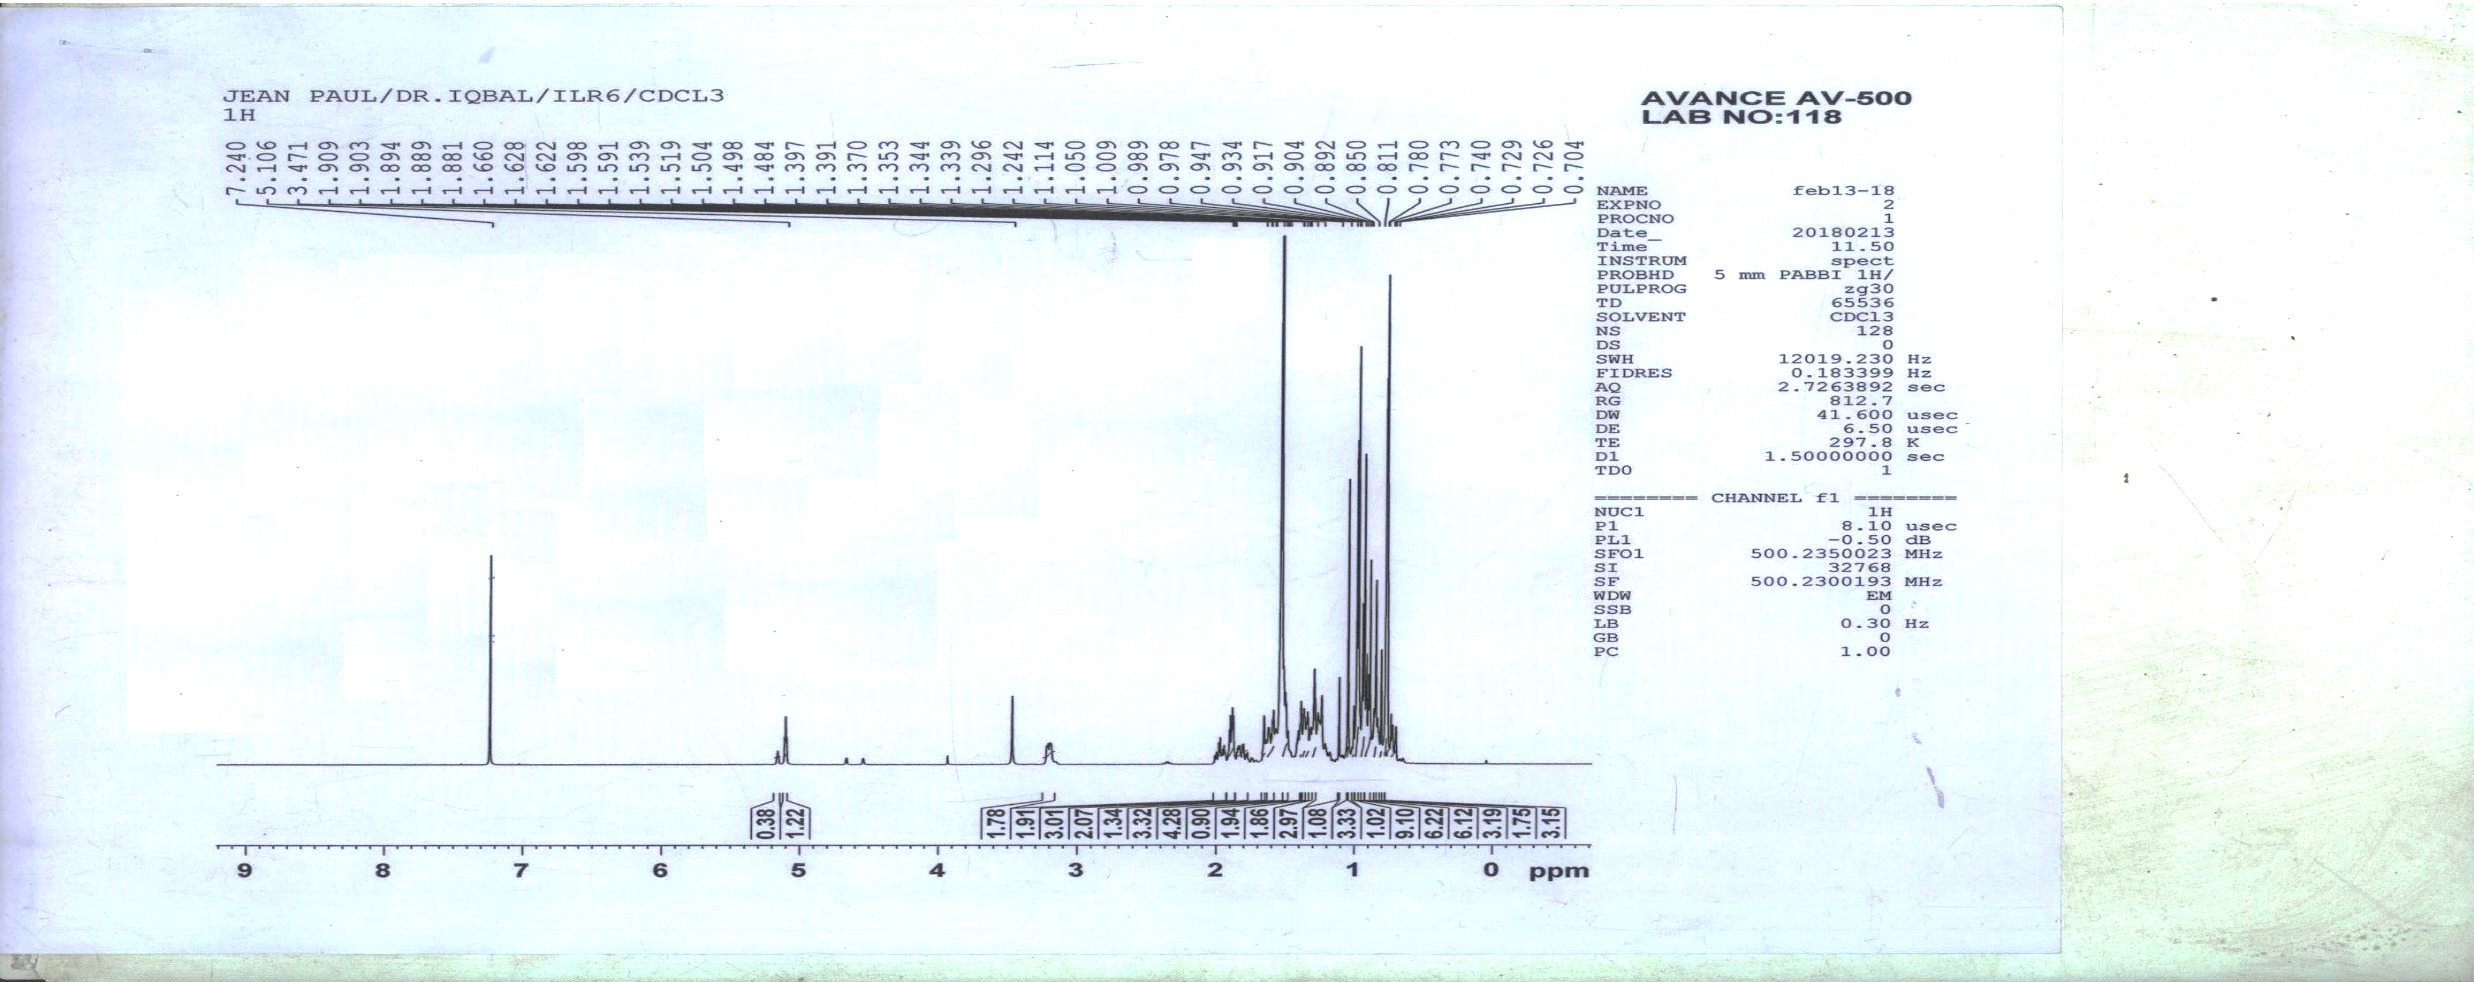 JEAN PAUL/DR.IQBAL/ILR6/CDCL3
1H
7.240 5.106 3.471 1.909 1.903 1.894 1.889 1.881 1.660 1.628 1.622 1.598 1.591 1.539 1.519 1.504 1.498 1.484 1.397 1.391 1.370 1.353 1.344 1.339 1.296 1.242 1.114 1.050 1.009 0.989 0.978 0.947 0.934 0.917 0.904 0.892 0.850 0.811 0.780 0.773 0.740 0.729 0.726 0.704
AVANCE AV-500
LAB NO:118
NAME feb13-18
EXPNO 2
PROCNO 1
Date_ 20180213
Time 11.50
INSTRUM spect
PROBHD 5 mm PABBI 1H/
PULPROG zg30
TD 65536
SOLVENT CDCl3
NS 128
DS 0
SWH 12019.230 Hz
FIDRES 0.183399 Hz
AQ 2.7263892 sec
RG 812.7
DW 41.600 usec
DE 6.50 usec
TE 297.8 K
D1 1.50000000 sec
TD0 1
======== CHANNEL f1 ========
NUC1 1H
P1 8.10 usec
PL1 -0.50 dB
SFO1 500.2350023 MHz
SI 32768
SF 500.2300193 MHz
WDW EM
SSB 0
LB 0.30 Hz
GB 0
PC 1.00
0.38 1.22 1.78 1.91 3.01 2.07 1.34 3.32 4.28 0.90 1.94 1.86 2.97 1.08 3.33 1.02 9.10 6.22 6.12 3.19 1.75 3.15
9 8 7 6 5 4 3 2 1 0 ppm